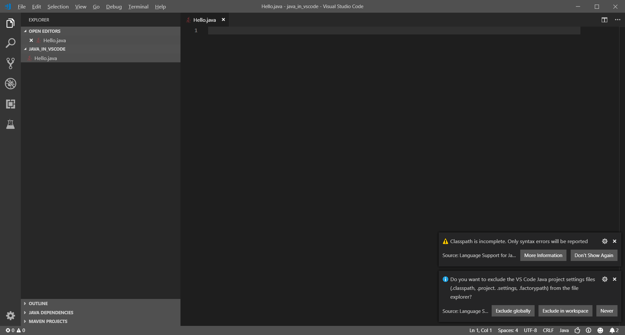 File Edit Selection View Go Debug Terminal Help
Hello.java - java_in_vscode - Visual Studio Code
EXPLORER
OPEN EDITORS
Hello.java
JAVA_IN_VSCODE
Hello.java
OUTLINE
JAVA DEPENDENCIES
MAVEN PROJECTS
Hello.java
1
Classpath is incomplete. Only syntax errors will be reported
Source: Language Support for Ja... More Information Don't Show Again
Do you want to exclude the VS Code Java project settings files
(.classpath, .project. .settings, .factorypath) from the file
explorer?
Source: Language S... Exclude globally Exclude in workspace Never
0 0 Ln 1, Col 1 Spaces: 4 UTF-8 CRLF Java 2